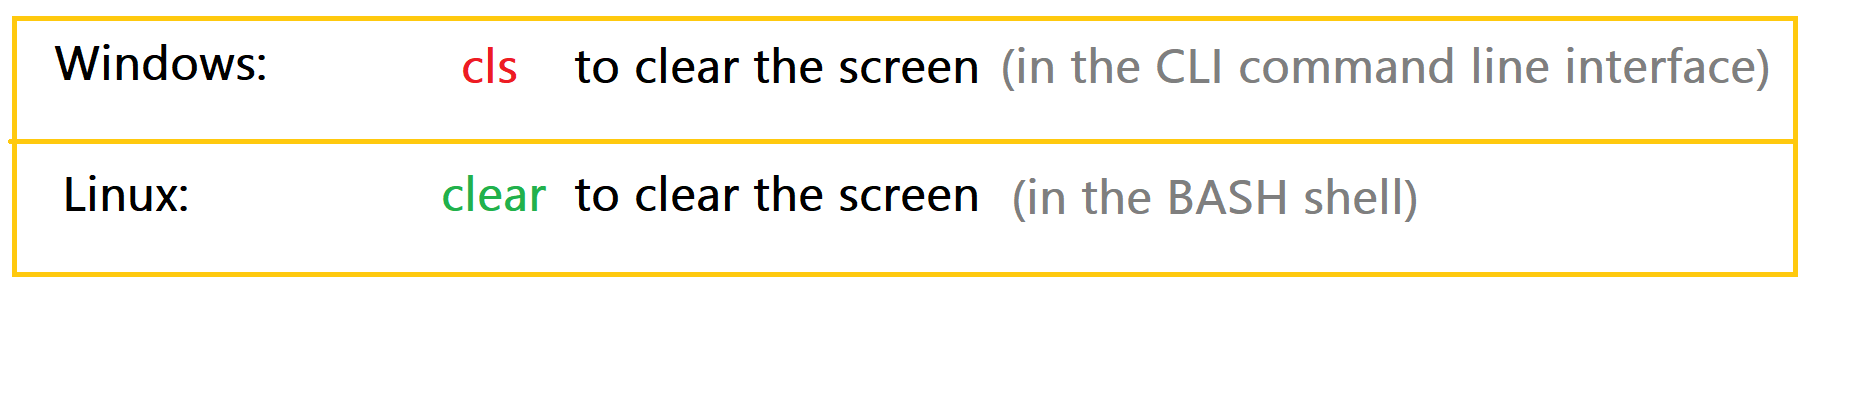 Windows: cls to clear the screen (in the CLI command line interface)
Linux: clear to clear the screen (in the BASH shell)